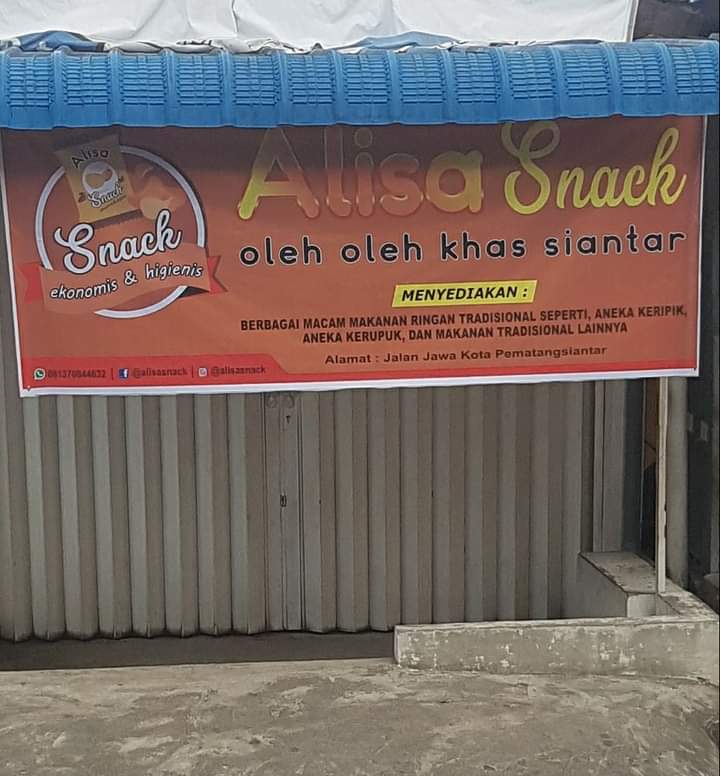 Alisa
Snack
Snack
ekonomis & higienis
Alisa Snack
oleh oleh khas siantar
MENYEDIAKAN :
BERBAGAI MACAM MAKANAN RINGAN TRADISIONAL SEPERTI, ANEKA KERIPIK,
ANEKA KERUPUK, DAN MAKANAN TRADISIONAL LAINNYA
Alamat : Jalan Jawa Kota Pematangsiantar
| @alisasnack | @alisasnack